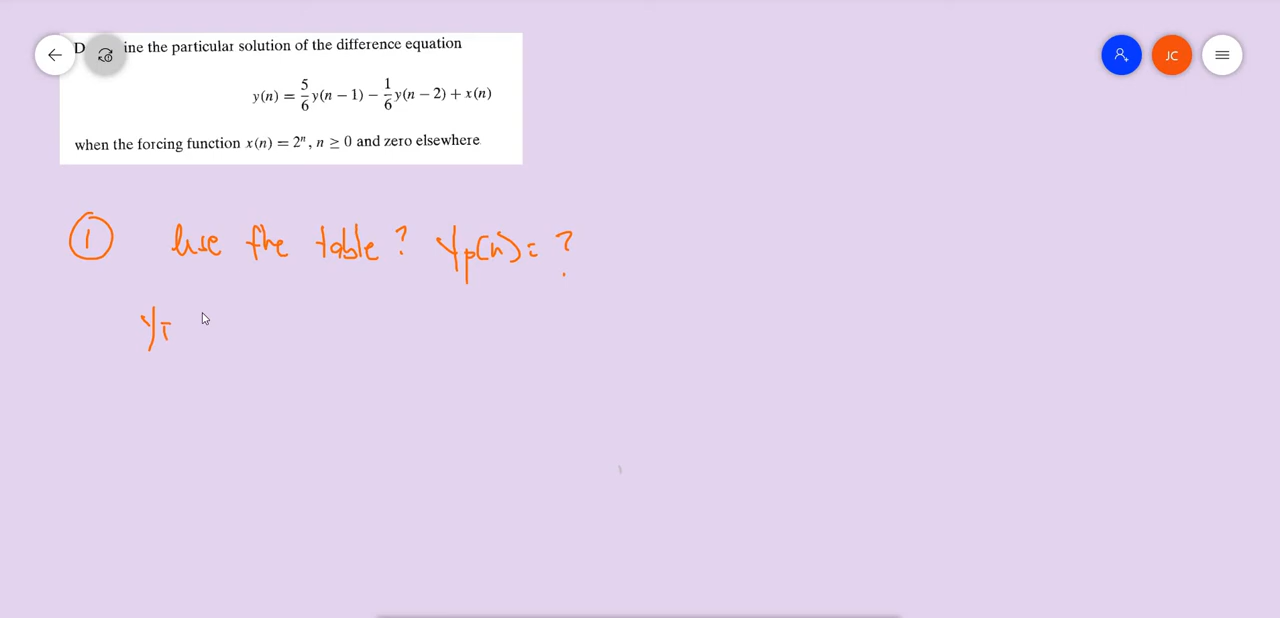 D ine the particular solution of the difference equation
y(n) = 5/6 y(n − 1) − 1/6 y(n − 2) + x(n)
when the forcing function x(n) = 2ⁿ, n ≥ 0 and zero elsewhere
JC
① use the table ? yp(n) = ?